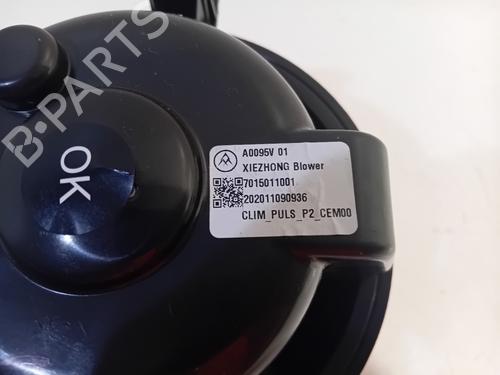 B-PARTS
OK
A0095V 01
XIEZHONG Blower
7015011001
202011090936
CLIM_PULS_P2_CEM00